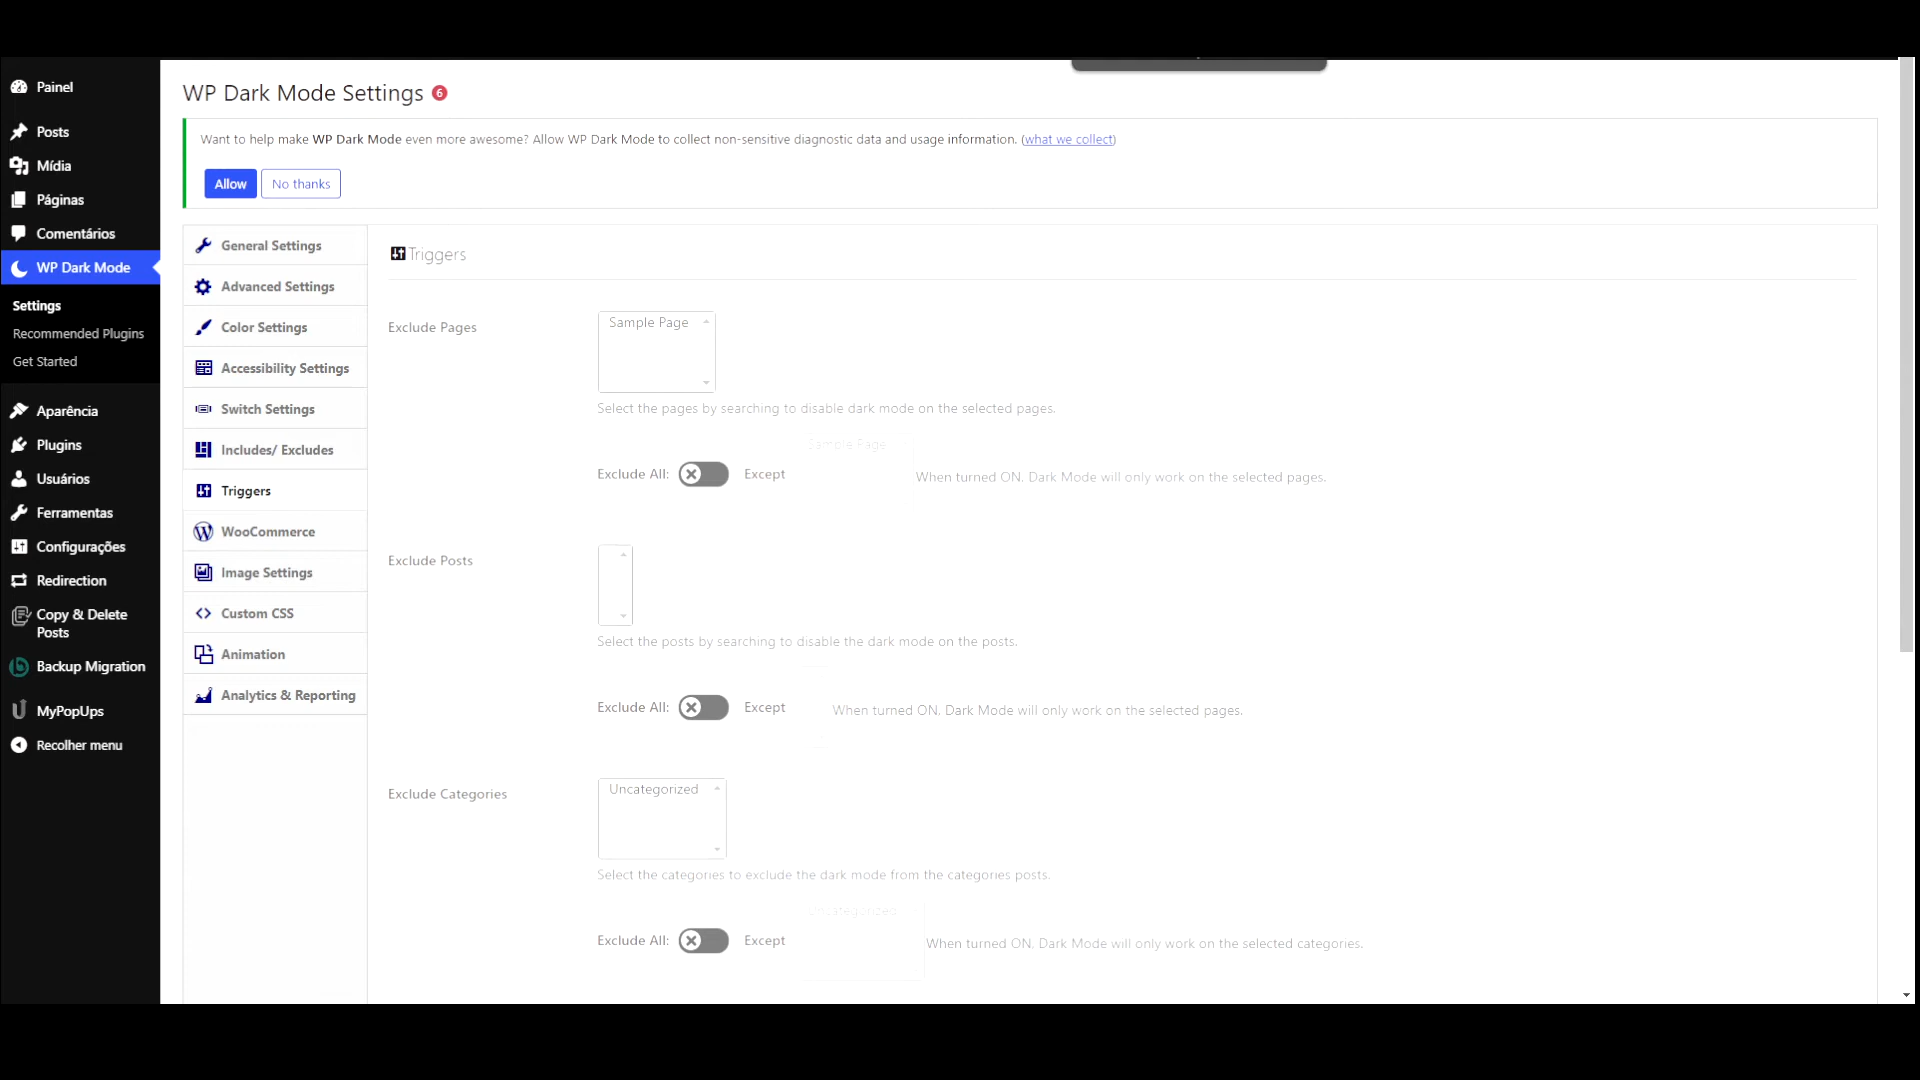 Painel
Posts
Mídia
Páginas
Comentários
WP Dark Mode
Settings
Recommended Plugins
Get Started
Aparência
Plugins
Usuários
Ferramentas
Configurações
Redirection
Copy & Delete
Posts
Backup Migration
MyPopUps
Recolher menu
WP Dark Mode Settings 6
Want to help make WP Dark Mode even more awesome? Allow WP Dark Mode to collect non-sensitive diagnostic data and usage information. (what we collect)
Allow No thanks
General Settings
Advanced Settings
Color Settings
Accessibility Settings
Switch Settings
Includes/ Excludes
Triggers
WooCommerce
Image Settings
Custom CSS
Animation
Analytics & Reporting
Triggers
Exclude Pages
Sample Page
Select the pages by searching to disable dark mode on the selected pages.
Sample Page
Exclude All: Except When turned ON. Dark Mode will only work on the selected pages.
Exclude Posts
Select the posts by searching to disable the dark mode on the posts.
Exclude All: Except When turned ON. Dark Mode will only work on the selected pages.
Exclude Categories
Uncategorized
Select the categories to exclude the dark mode from the categories posts.
Uncategorized
Exclude All: Except When turned ON. Dark Mode will only work on the selected categories.